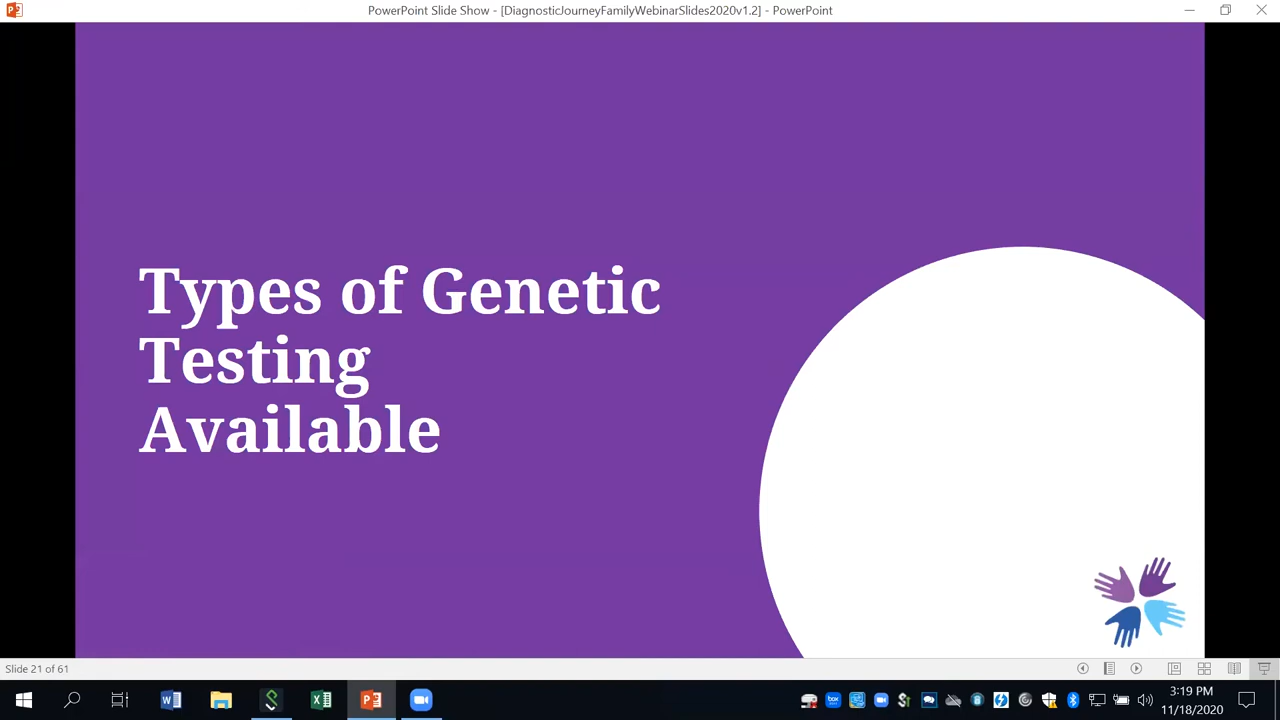 PowerPoint Slide Show - [DiagnosticJourneyFamilyWebinarSlides2020v1.2] - PowerPoint
Types of Genetic
Testing
Available
Slide 21 of 61
3:19 PM
11/18/2020